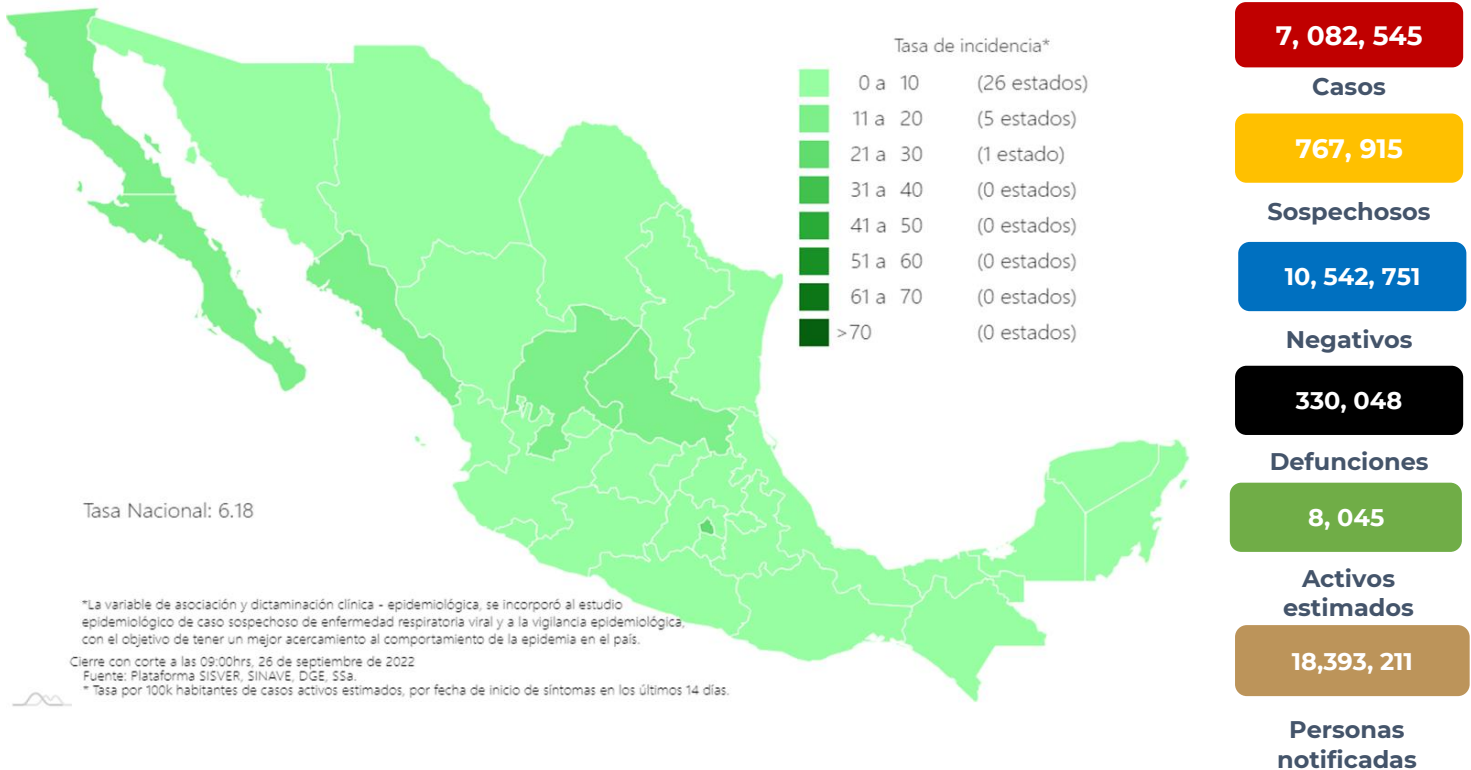 Tasa de incidencia*
0 a 10 (26 estados)
11 a 20 (5 estados)
21 a 30 (1 estado)
31 a 40 (0 estados)
41 a 50 (0 estados)
51 a 60 (0 estados)
61 a 70 (0 estados)
>70 (0 estados)
Tasa Nacional: 6.18
*La variable de asociación y dictaminación clínica - epidemiológica, se incorporó al estudio
epidemiológico de caso sospechoso de enfermedad respiratoria viral y a la vigilancia epidemiológica,
con el objetivo de tener un mejor acercamiento al comportamiento de la epidemia en el país.
Cierre con corte a las 09:00hrs, 26 de septiembre de 2022
Fuente: Plataforma SISVER, SINAVE, DGE, SSa.
* Tasa por 100k habitantes de casos activos estimados, por fecha de inicio de síntomas en los últimos 14 días.
7, 082, 545
Casos
767, 915
Sospechosos
10, 542, 751
Negativos
330, 048
Defunciones
8, 045
Activos
estimados
18,393, 211
Personas
notificadas